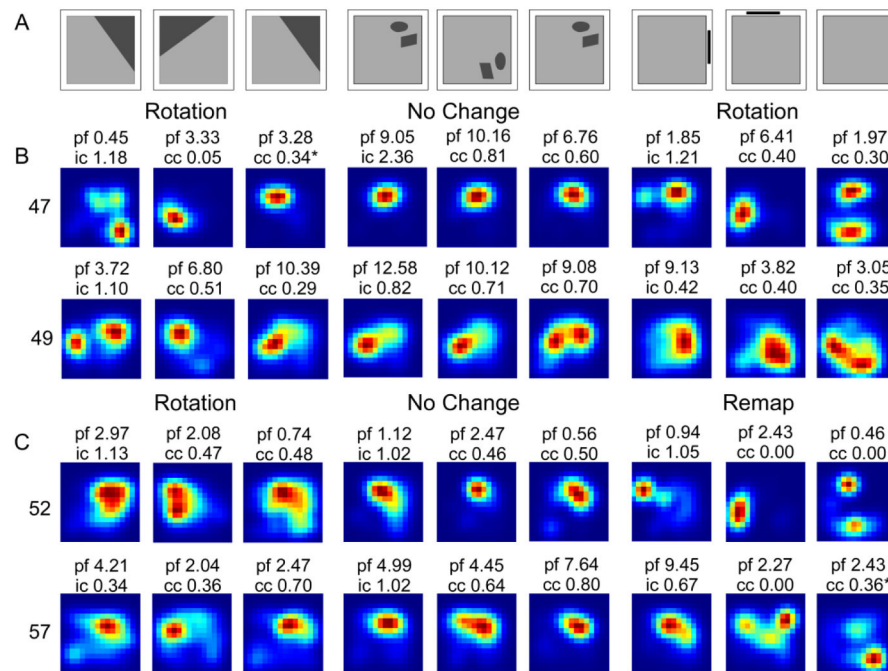 A
Rotation No Change Rotation
B
pf 0.45 pf 3.33 pf 3.28 pf 9.05 pf 10.16 pf 6.76 pf 1.85 pf 6.41 pf 1.97
ic 1.18 cc 0.05 cc 0.34* ic 2.36 cc 0.81 cc 0.60 ic 1.21 cc 0.40 cc 0.30
47
pf 3.72 pf 6.80 pf 10.39 pf 12.58 pf 10.12 pf 9.08 pf 9.13 pf 3.82 pf 3.05
ic 1.10 cc 0.51 cc 0.29 ic 0.82 cc 0.71 cc 0.70 ic 0.42 cc 0.40 cc 0.35
49
Rotation No Change Remap
C
pf 2.97 pf 2.08 pf 0.74 pf 1.12 pf 2.47 pf 0.56 pf 0.94 pf 2.43 pf 0.46
ic 1.13 cc 0.47 cc 0.48 ic 1.02 cc 0.46 cc 0.50 ic 1.05 cc 0.00 cc 0.00
52
pf 4.21 pf 2.04 pf 2.47 pf 4.99 pf 4.45 pf 7.64 pf 9.45 pf 2.27 pf 2.43
ic 0.34 cc 0.36 cc 0.70 ic 1.02 cc 0.64 cc 0.80 ic 0.67 cc 0.00 cc 0.36*
57